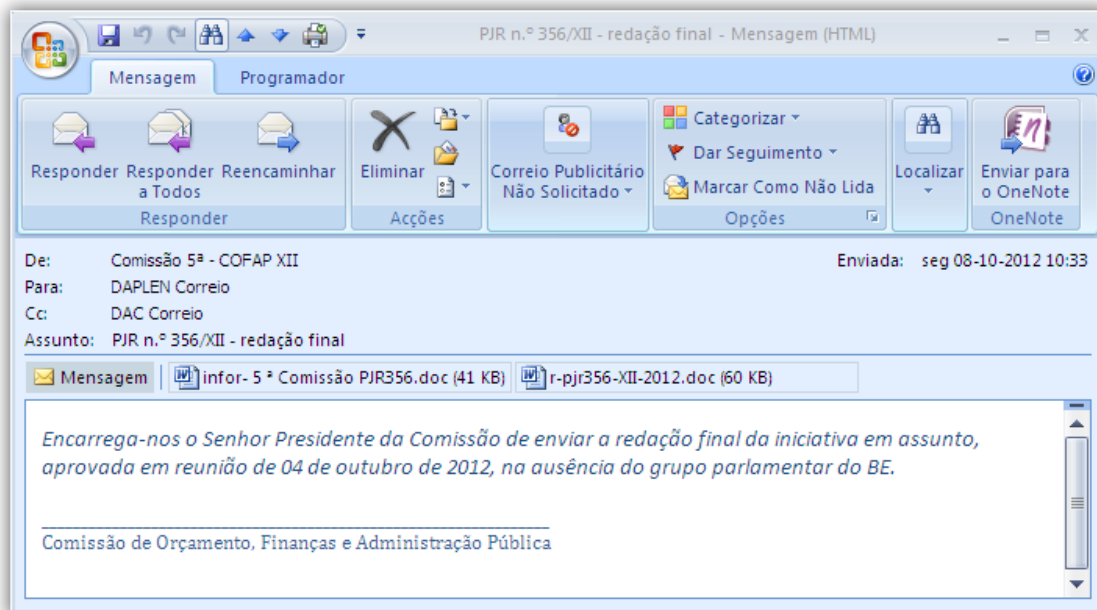 PJR n.º 356/XII - redação final - Mensagem (HTML)
Mensagem Programador
Responder Responder a Todos Reencaminhar
Responder
Eliminar
Acções
Correio Publicitário Não Solicitado
Categorizar
Dar Seguimento
Marcar Como Não Lida
Opções
Localizar
Enviar para o OneNote
OneNote
De: Comissão 5ª - COFAP XII Enviada: seg 08-10-2012 10:33
Para: DAPLEN Correio
Cc: DAC Correio
Assunto: PJR n.º 356/XII - redação final
Mensagem infor- 5 ª Comissão PJR356.doc (41 KB) r-pjr356-XII-2012.doc (60 KB)
Encarrega-nos o Senhor Presidente da Comissão de enviar a redação final da iniciativa em assunto,
aprovada em reunião de 04 de outubro de 2012, na ausência do grupo parlamentar do BE.
Comissão de Orçamento, Finanças e Administração Pública